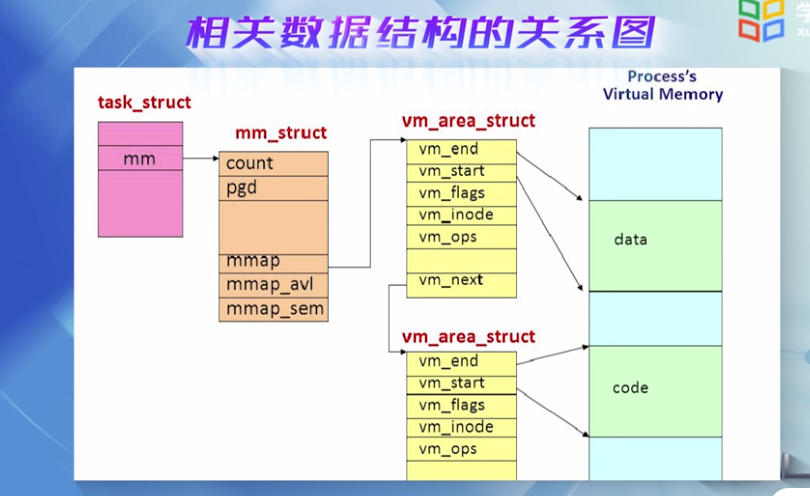 相关数据结构的关系图
task_struct
mm
mm_struct
count
pgd
mmap
mmap_avl
mmap_sem
vm_area_struct
vm_end
vm_start
vm_flags
vm_inode
vm_ops
vm_next
vm_area_struct
vm_end
vm_start
vm_flags
vm_inode
vm_ops
Process's
Virtual Memory
data
code